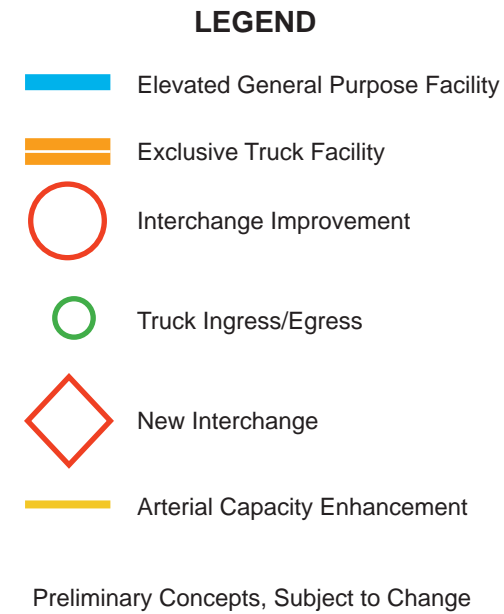 LEGEND
Elevated General Purpose Facility
Exclusive Truck Facility
Interchange Improvement
Truck Ingress/Egress
New Interchange
Arterial Capacity Enhancement
Preliminary Concepts, Subject to Change